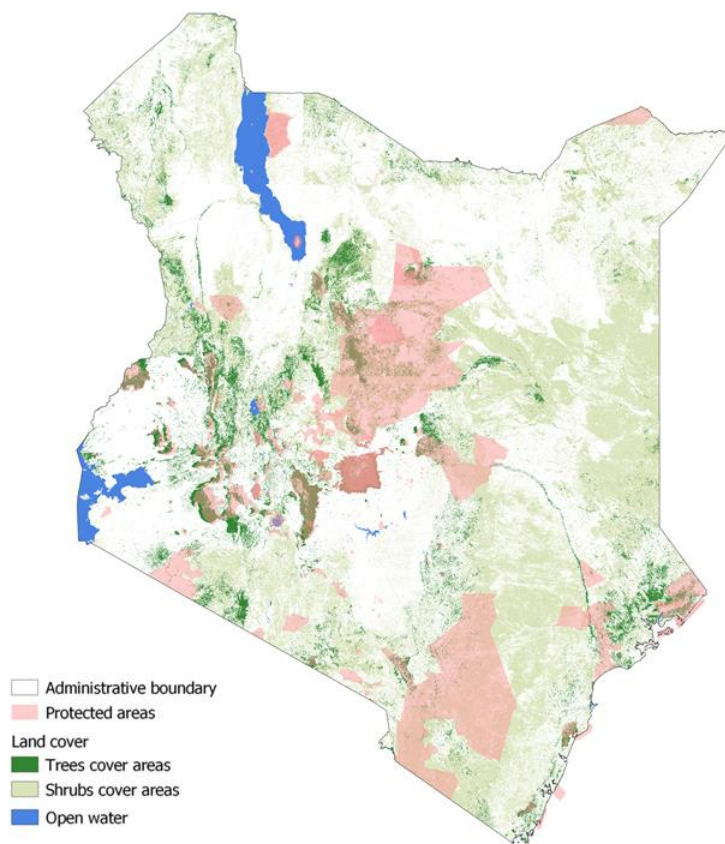 Administrative boundary
Protected areas
Land cover
Trees cover areas
Shrubs cover areas
Open water